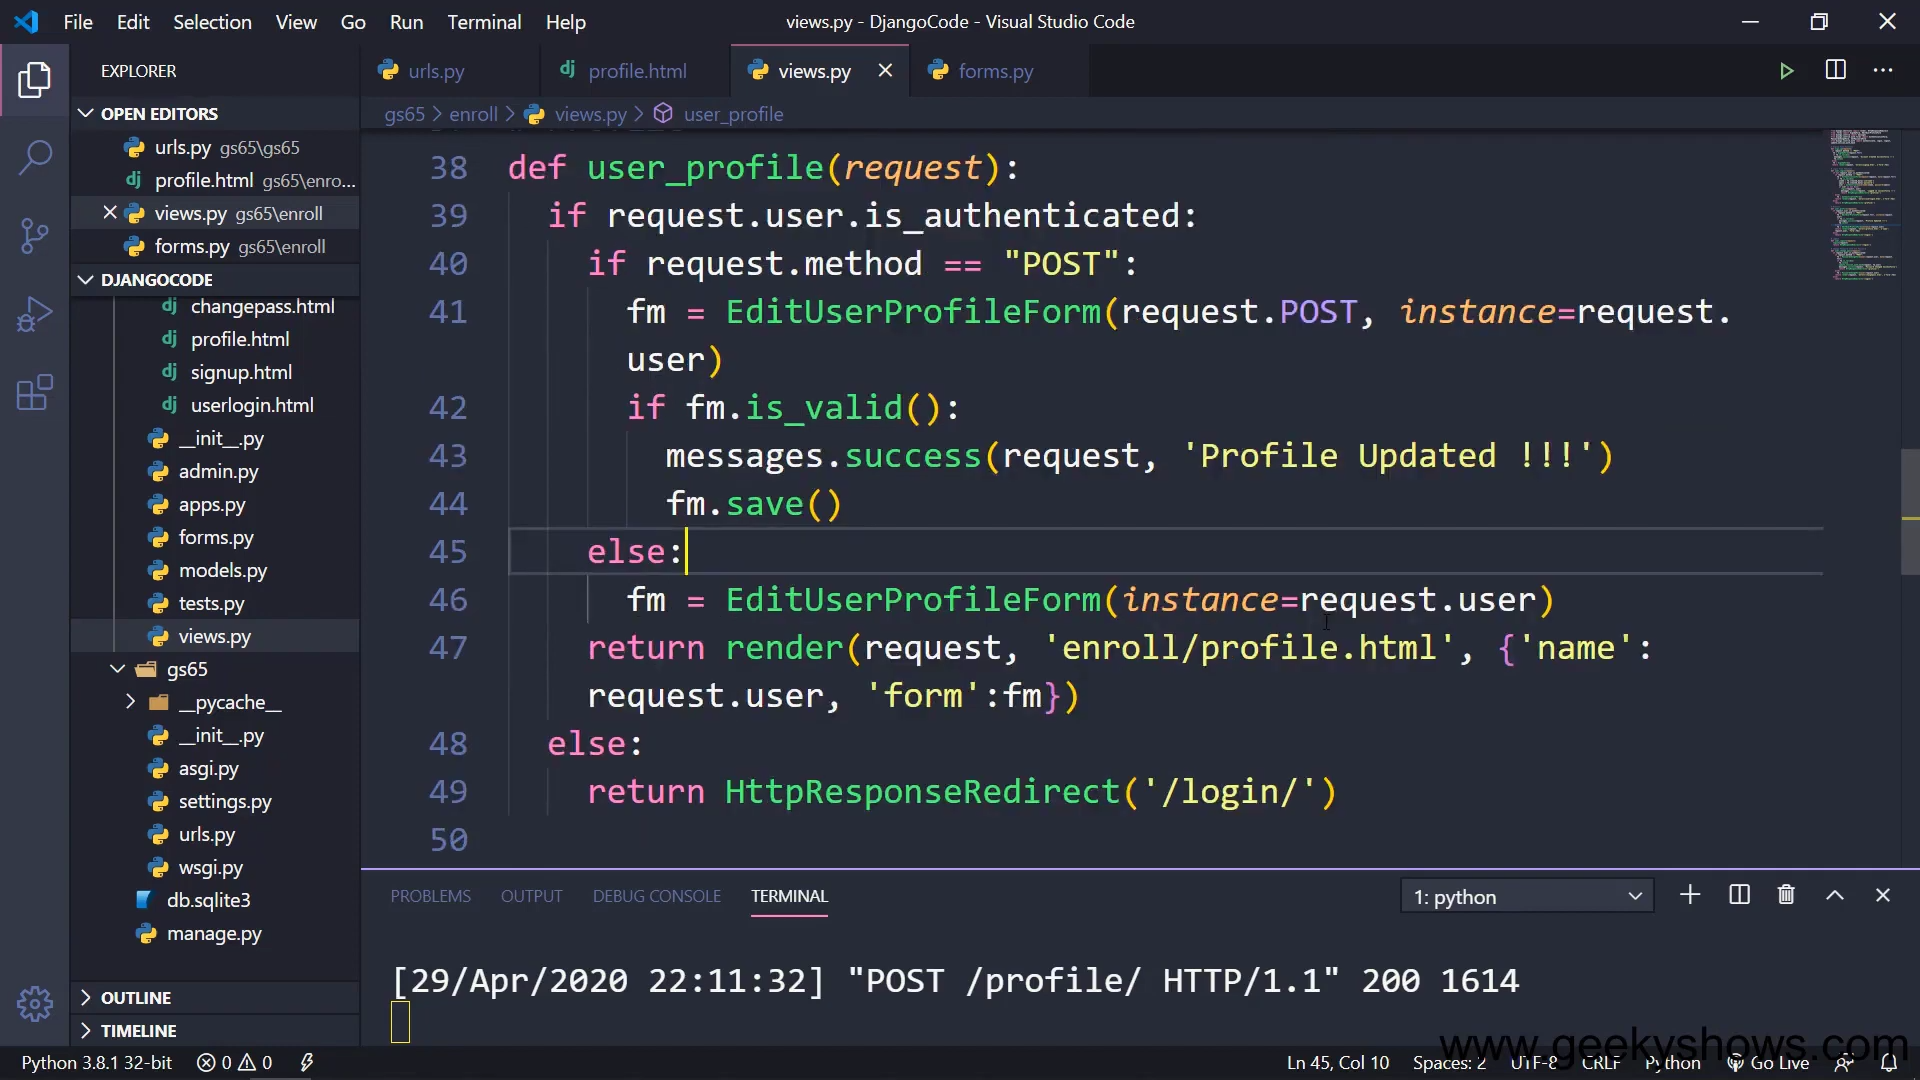 File Edit Selection View Go Run Terminal Help
views.py - DjangoCode - Visual Studio Code
EXPLORER
OPEN EDITORS
urls.py gs65\gs65
profile.html gs65\enro...
views.py gs65\enroll
forms.py gs65\enroll
DJANGOCODE
changepass.html
profile.html
signup.html
userlogin.html
__init__.py
admin.py
apps.py
forms.py
models.py
tests.py
views.py
gs65
__pycache__
__init__.py
asgi.py
settings.py
urls.py
wsgi.py
db.sqlite3
manage.py
OUTLINE
TIMELINE
urls.py profile.html views.py forms.py
gs65 > enroll > views.py > user_profile
38 def user_profile(request):
39 if request.user.is_authenticated:
40 if request.method == "POST":
41 fm = EditUserProfileForm(request.POST, instance=request.
user)
42 if fm.is_valid():
43 messages.success(request, 'Profile Updated !!!')
44 fm.save()
45 else:
46 fm = EditUserProfileForm(instance=request.user)
47 return render(request, 'enroll/profile.html', {'name':
request.user, 'form':fm})
48 else:
49 return HttpResponseRedirect('/login/')
50
PROBLEMS OUTPUT DEBUG CONSOLE TERMINAL
1: python
[29/Apr/2020 22:11:32] "POST /profile/ HTTP/1.1" 200 1614
www.geekyshows.com
Python 3.8.1 32-bit 0 0 Ln 45, Col 10 Spaces: 2 UTF-8 CRLF Python Go Live